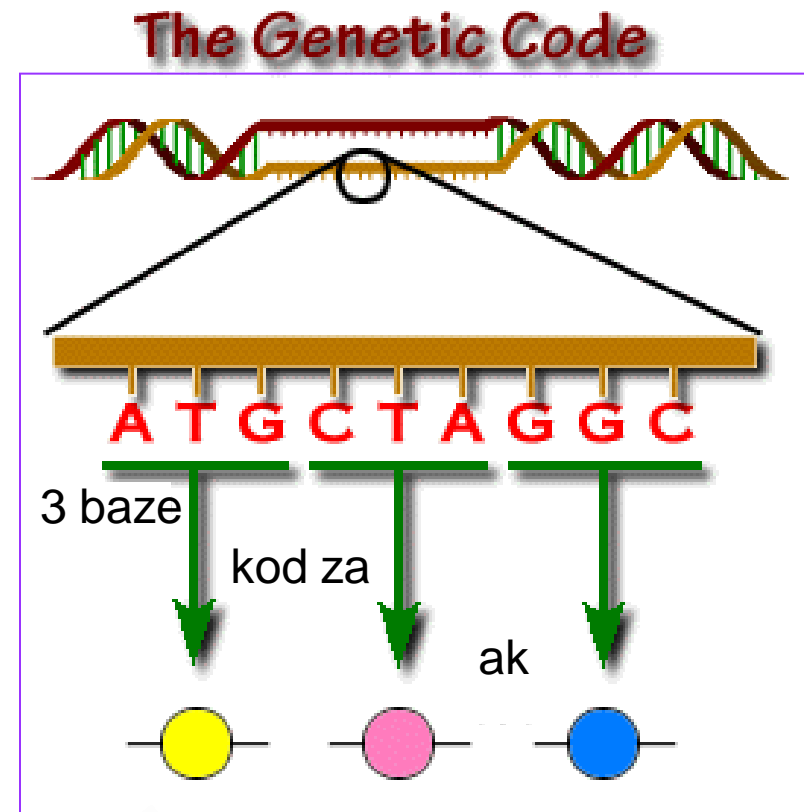 The Genetic Code
A T G C T A G G C
3 baze
kod za
ak